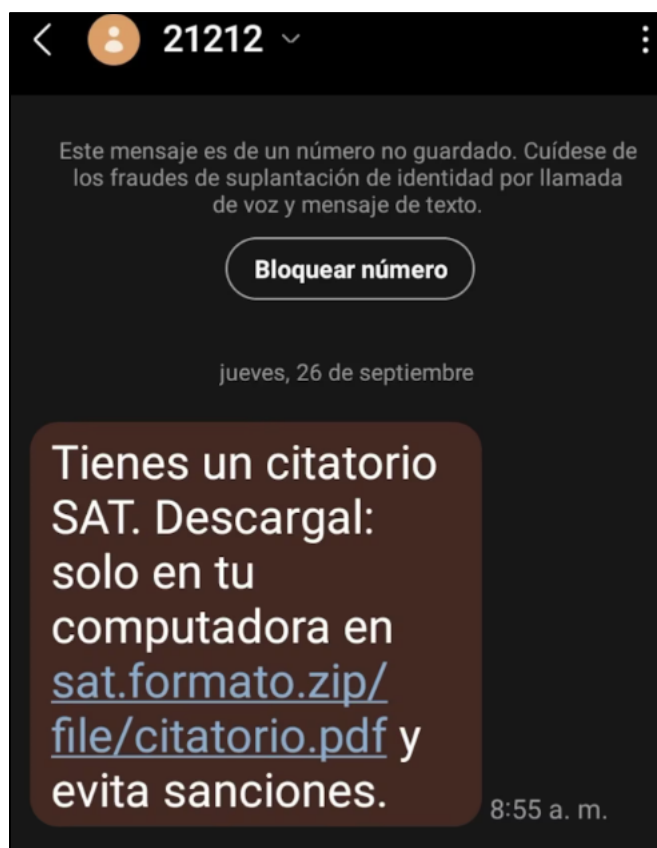 21212
Este mensaje es de un número no guardado. Cuídese de
los fraudes de suplantación de identidad por llamada
de voz y mensaje de texto.
Bloquear número
jueves, 26 de septiembre
Tienes un citatorio
SAT. Descargal:
solo en tu
computadora en
sat.formato.zip/
file/citatorio.pdf y
evita sanciones.
8:55 a. m.